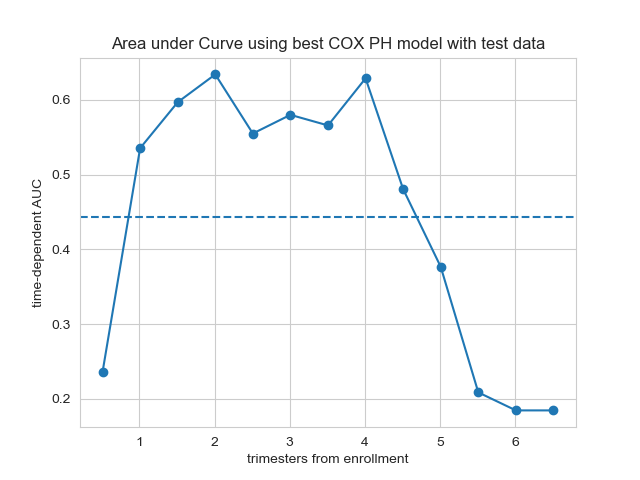 Area under Curve using best COX PH model with test data
time-dependent AUC
0.6
0.5
0.4
0.3
0.2
1 2 3 4 5 6
trimesters from enrollment